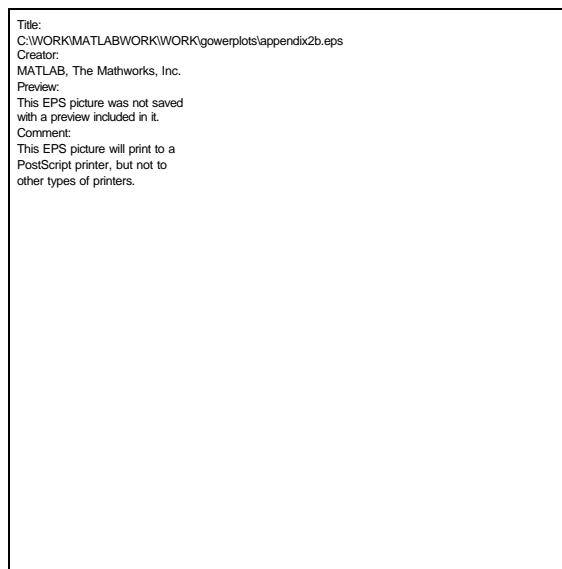 Title:
C:\WORK\MATLABWORK\WORK\gowerplots\appendix2b.eps
Creator:
MATLAB, The Mathworks, Inc.
Preview:
This EPS picture was not saved
with a preview included in it.
Comment:
This EPS picture will print to a
PostScript printer, but not to
other types of printers.